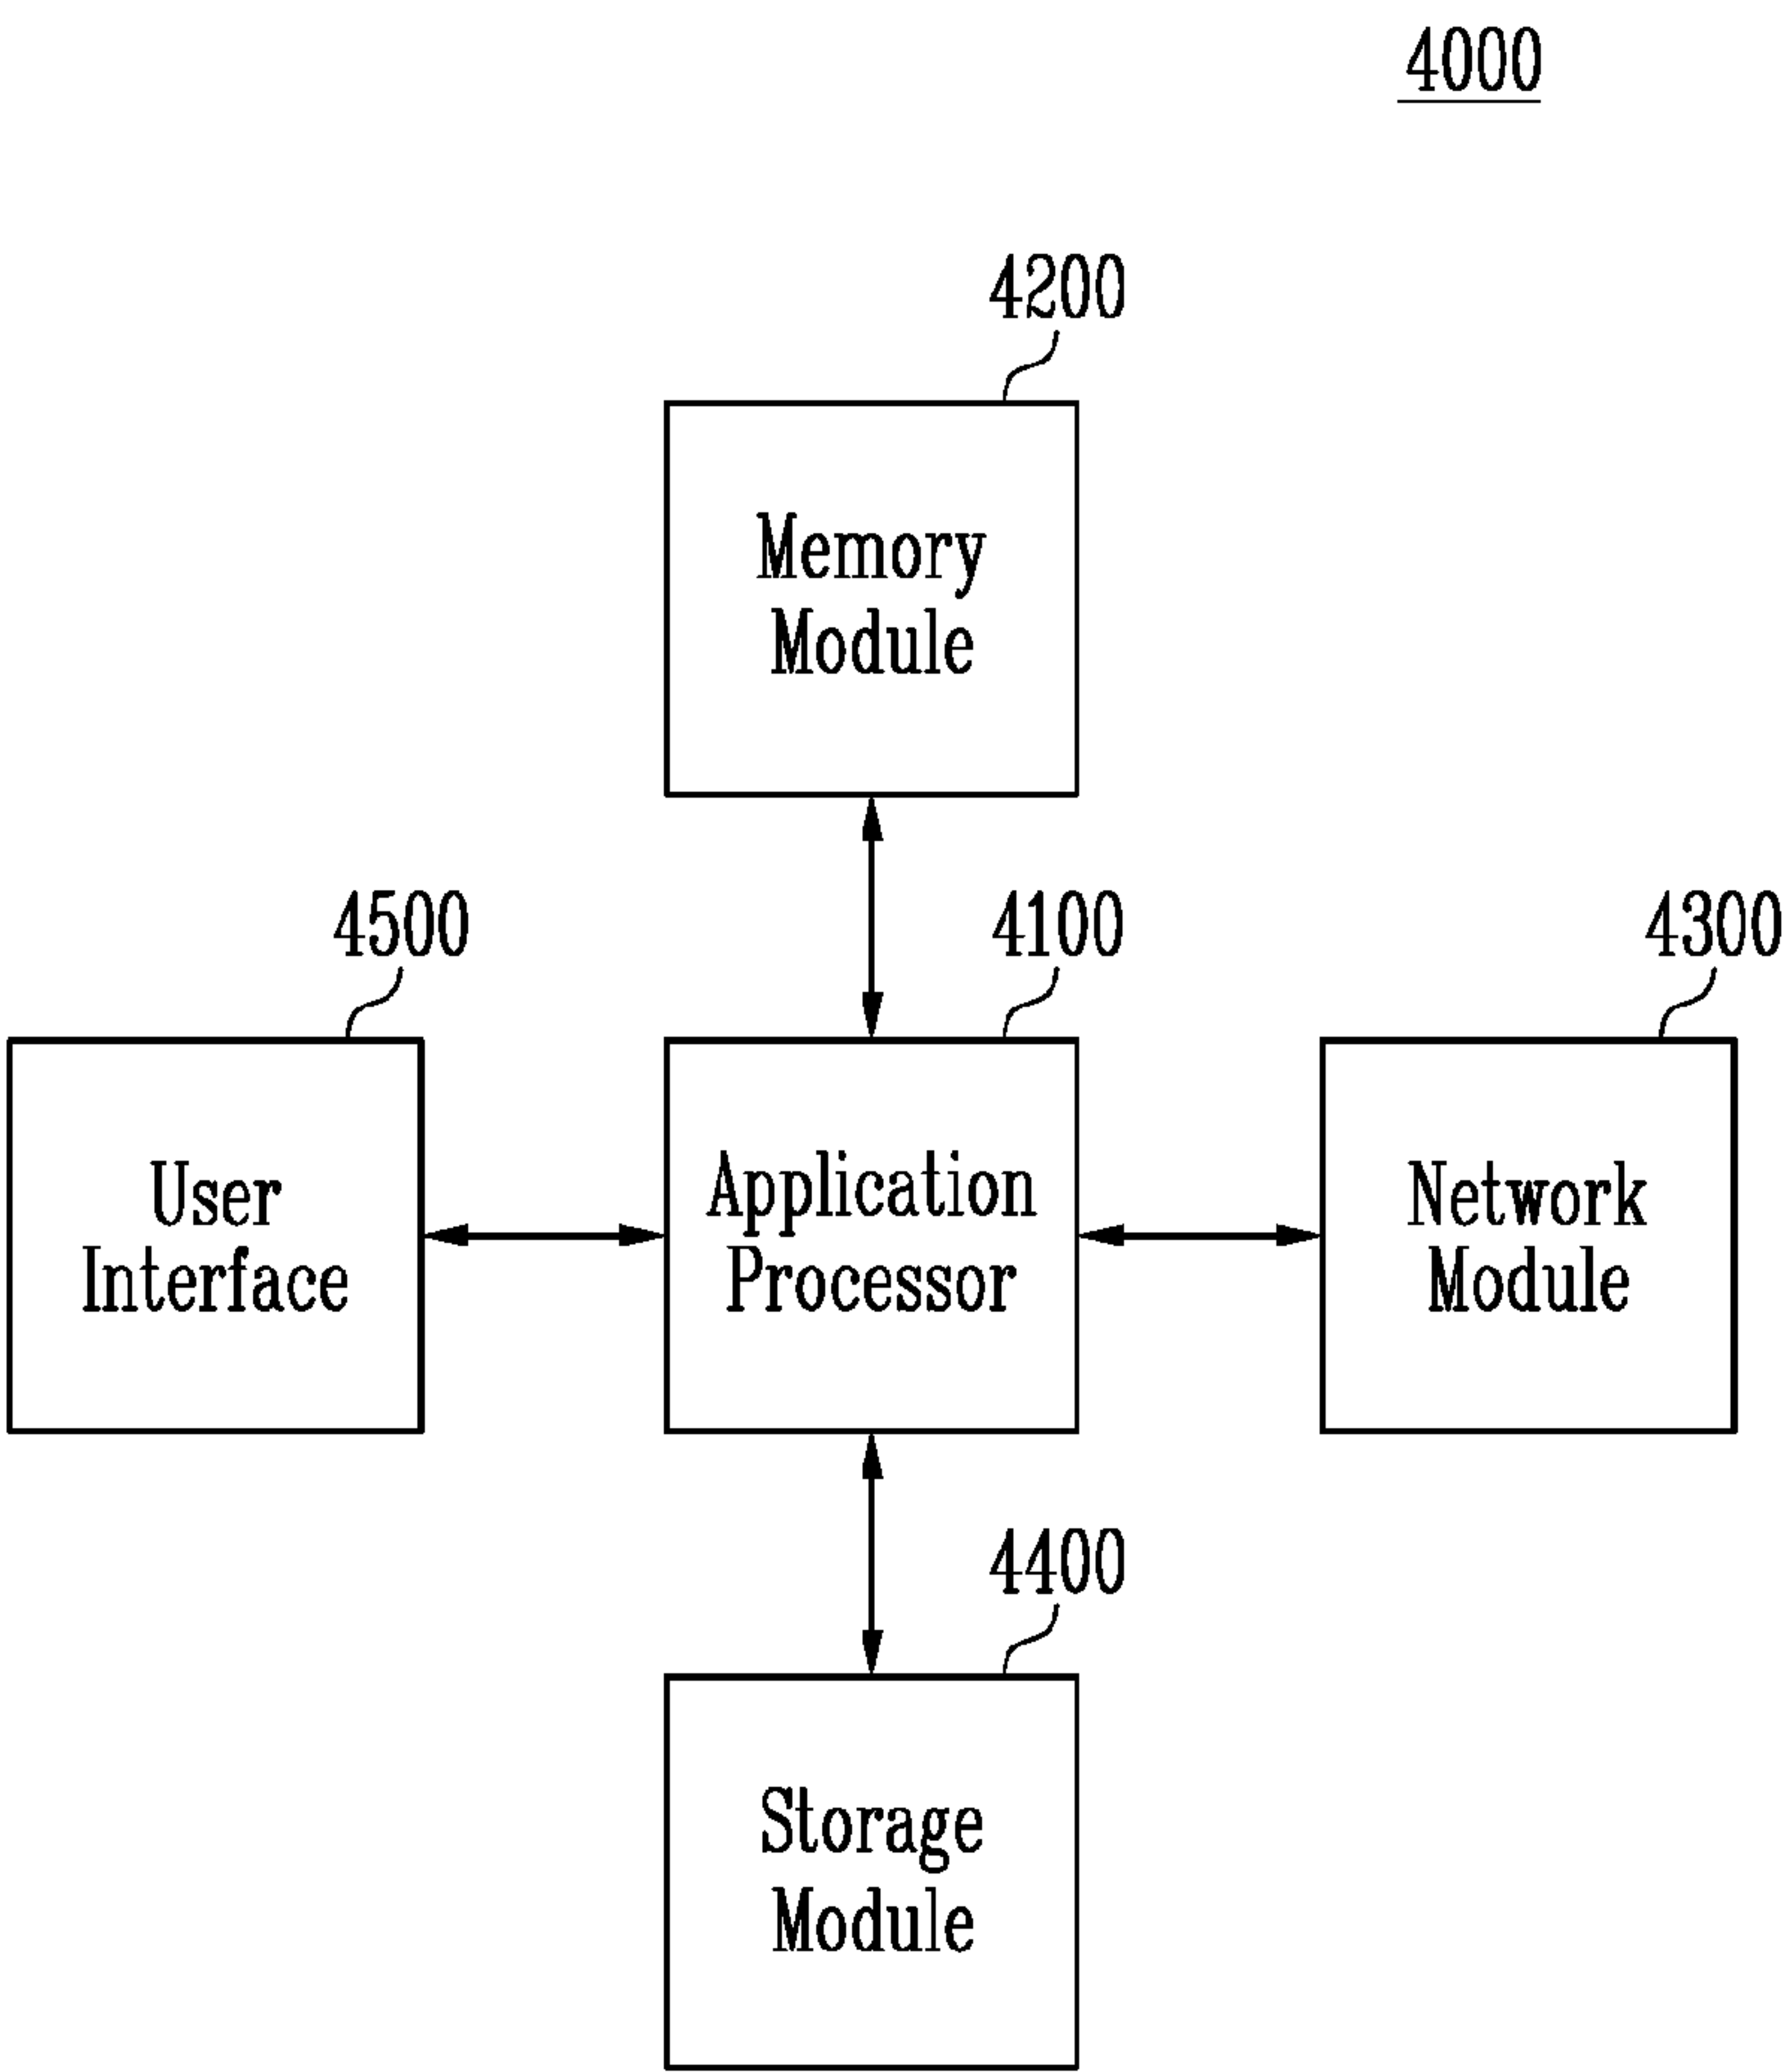 4000
4200
Memory
Module
4500
4100
4300
User
Interface
Application
Processor
Network
Module
4400
Storage
Module